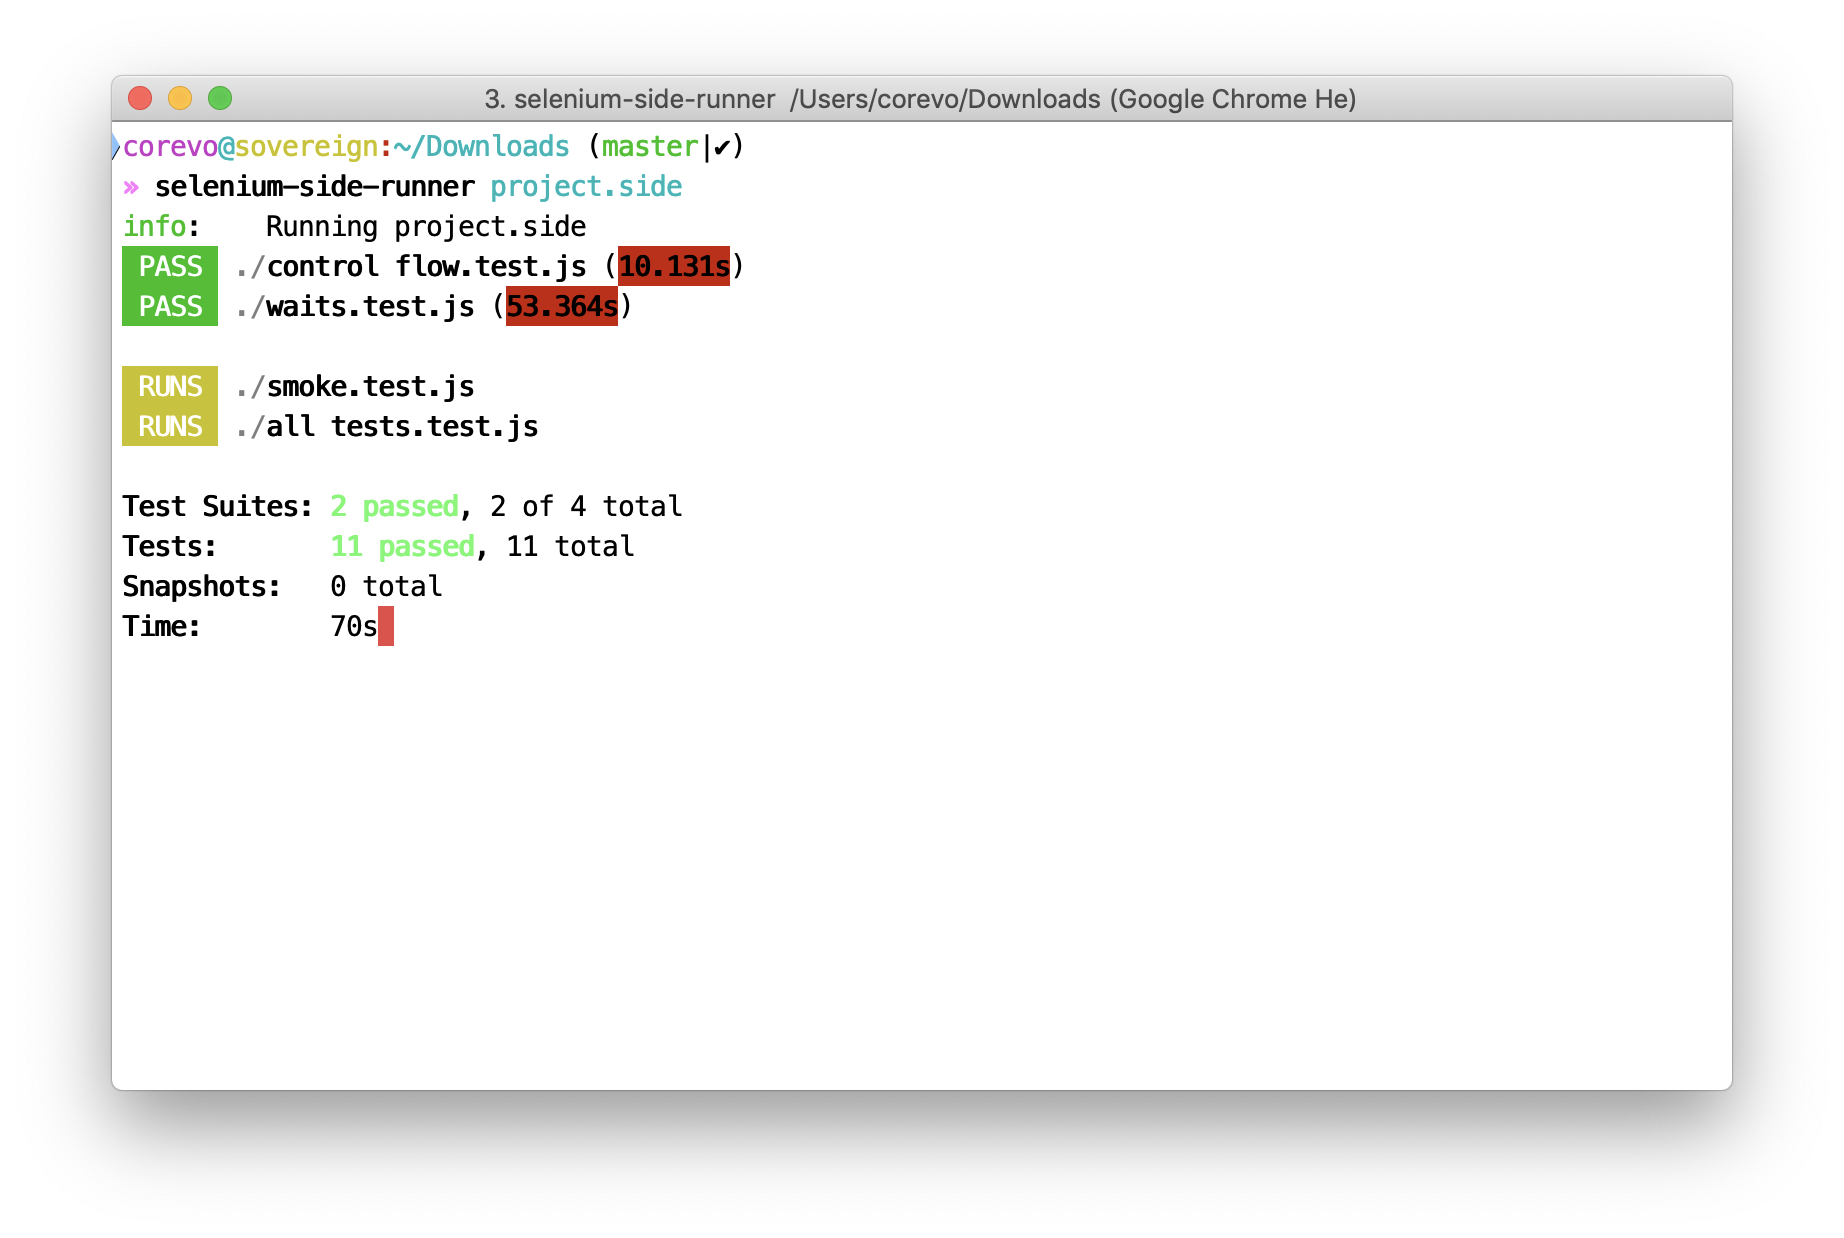 3. selenium-side-runner  /Users/corevo/Downloads (Google Chrome He)
corevo@sovereign:~/Downloads (master|✔)
» selenium-side-runner project.side
info:    Running project.side
PASS ./control flow.test.js (10.131s)
PASS ./waits.test.js (53.364s)
RUNS ./smoke.test.js
RUNS ./all tests.test.js
Test Suites: 2 passed, 2 of 4 total
Tests:       11 passed, 11 total
Snapshots:   0 total
Time:        70s